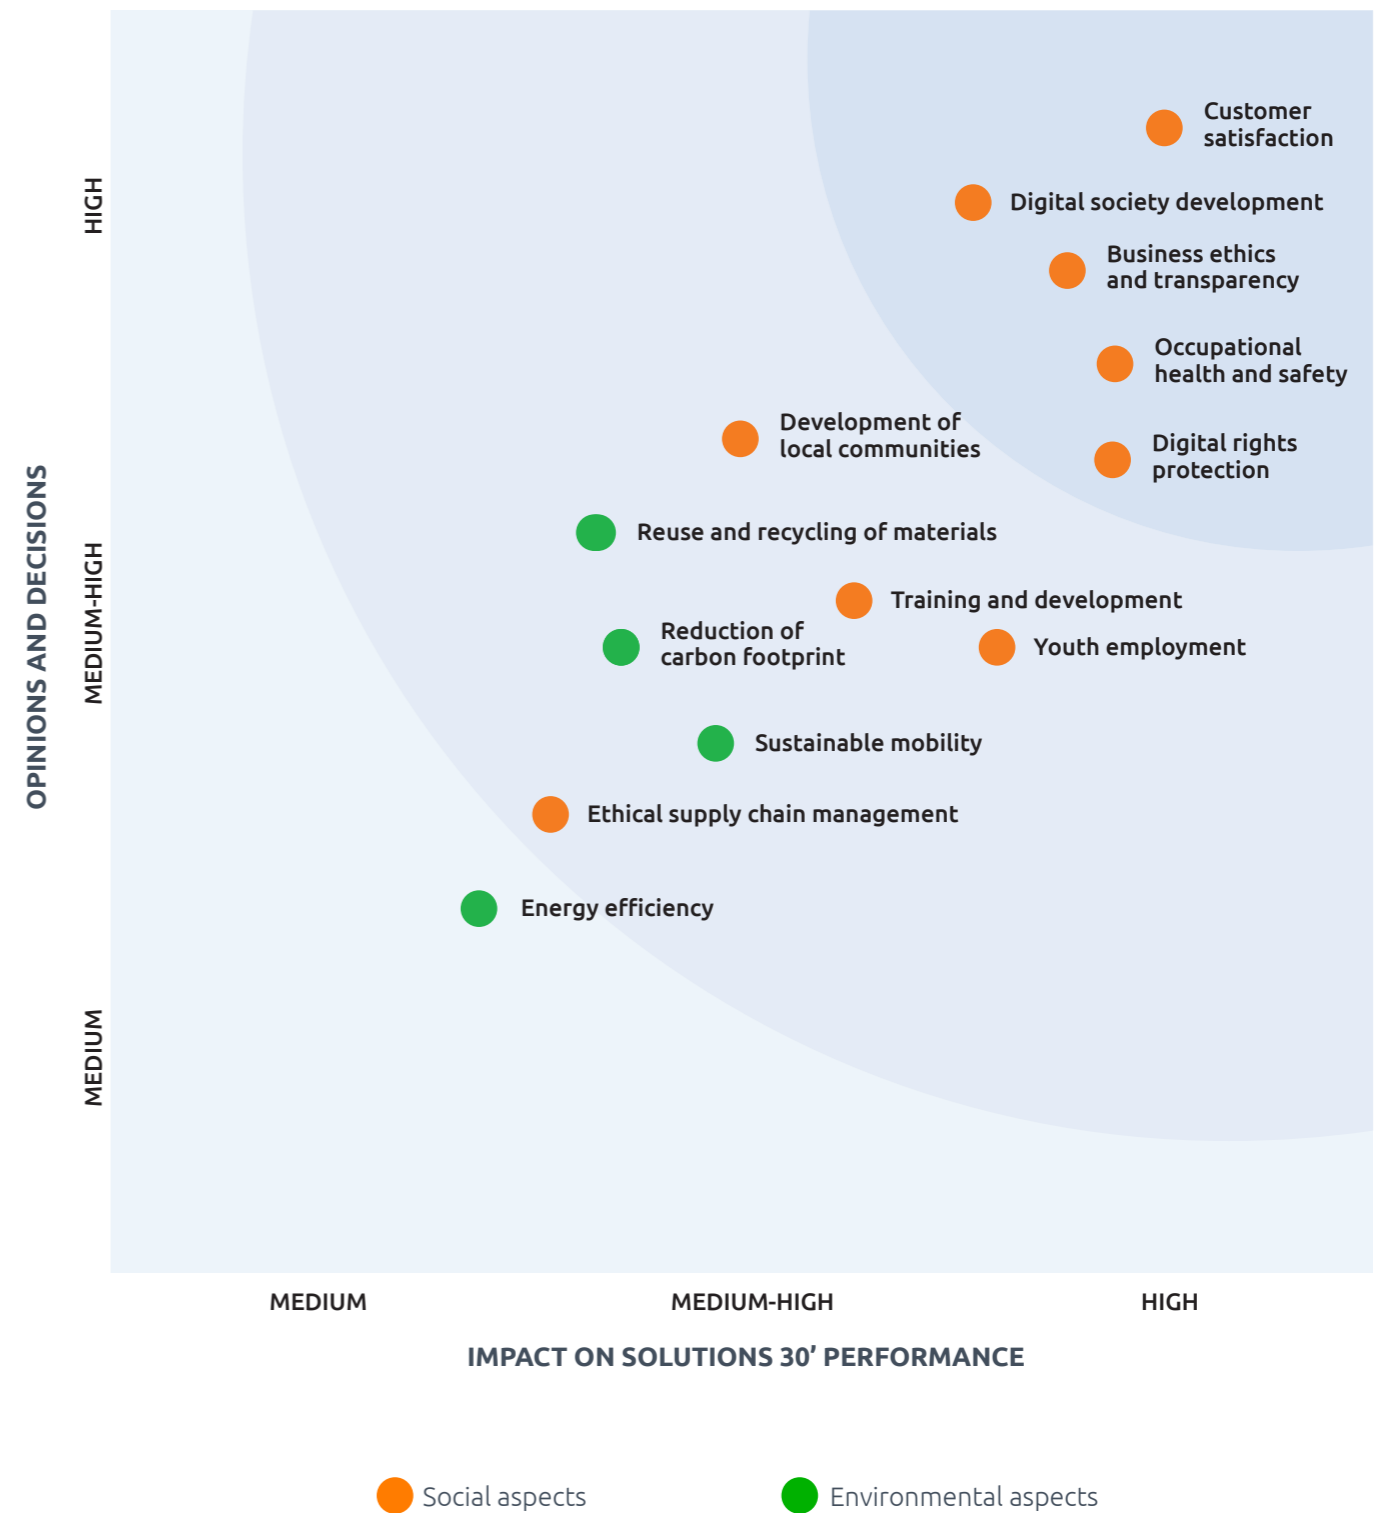 Customer
satisfaction
Digital society development
Business ethics
and transparency
Occupational
health and safety
Development of
local communities
Digital rights
protection
Reuse and recycling of materials
Training and development
Reduction of
carbon footprint
Youth employment
Sustainable mobility
Ethical supply chain management
Energy efficiency
OPINIONS AND DECISIONS
HIGH
MEDIUM-HIGH
MEDIUM
MEDIUM
MEDIUM-HIGH
HIGH
IMPACT ON SOLUTIONS 30’ PERFORMANCE
Social aspects
Environmental aspects